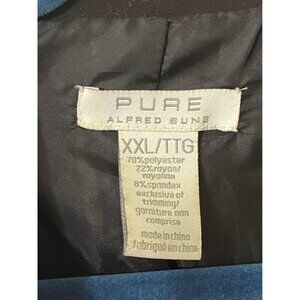 PURE
ALFRED SUNG
XXL/TTG
70%polyester
22%rayon/
rayonne
8%spandex
exclusive of
trimming/
garniture non
comprise
made in china
fabriqué en chine